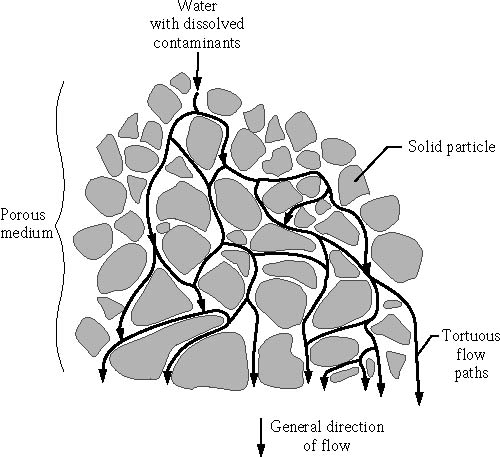 Water
with dissolved
contaminants
Solid particle
Porous
medium
Tortuous
flow
paths
General direction
of flow